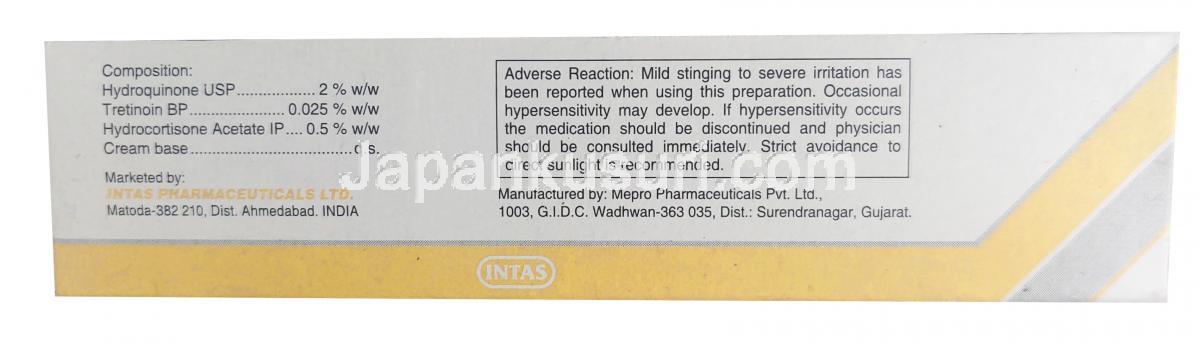 Composition:
Hydroquinone USP.................. 2 % w/w
Tretinoin BP...................... 0.025 % w/w
Hydrocortisone Acetate IP.... 0.5 % w/w
Cream base...............................q.s.
Marketed by:
INTAS PHARMACEUTICALS LTD.
Matoda-382 210, Dist. Ahmedabad. INDIA
Adverse Reaction: Mild stinging to severe irritation has
been reported when using this preparation. Occasional
hypersensitivity may develop. If hypersensitivity occurs
the medication should be discontinued and physician
should be consulted immediately. Strict avoidance to
direct sunlight is recommended.
Manufactured by: Mepro Pharmaceuticals Pvt. Ltd.,
1003, G.I.D.C. Wadhwan-363 035, Dist.: Surendranagar, Gujarat.
Japankusuri.com
INTAS